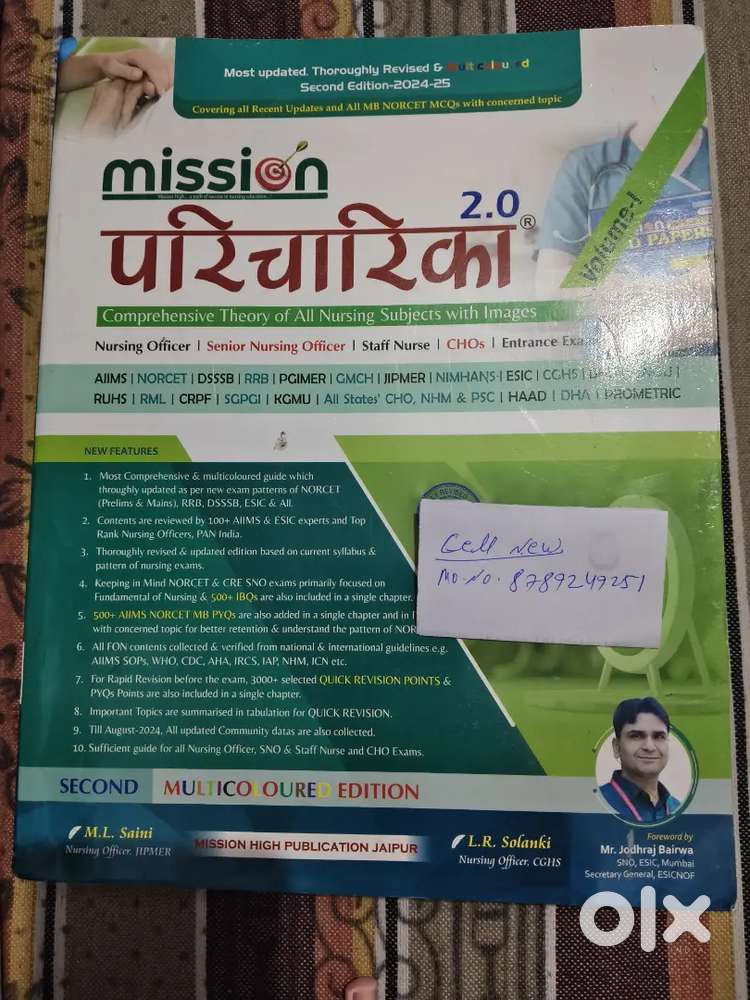 Most updated, Thoroughly Revised & Multicoloured
Second Edition-2024-25
Covering all Recent Updates and All MB NORCET MCQs with concerned topic
mission
2.0
परिचारिका ®
Volume-I
PAPERS
Comprehensive Theory of All Nursing Subjects with Images
Nursing Officer | Senior Nursing Officer | Staff Nurse | CHOs | Entrance
AIIMS | NORCET | DSSSB | RRB | PGIMER | GMCH | JIPMER | NIMHANS | ESIC | CGHS |
RUHS | RML | CRPF | SGPGI | KGMU | All States' CHO, NHM & PSC | HAAD | DHA | PROMETRIC
NEW FEATURES
1. Most Comprehensive & multicoloured guide which
throughly updated as per new exam patterns of NORCET
(Prelims & Mains), RRB, DSSSB, ESIC & All.
2. Contents are reviewed by 100+ AIIMS & ESIC experts and Top
Rank Nursing Officers, PAN India.
3. Thoroughly revised & updated edition based on current syllabus &
pattern of nursing exams.
4. Keeping in Mind NORCET & CRE SNO exams primarily focused on
Fundamental of Nursing & 500+ IBQs are also included in a single chapter.
5. 500+ AIIMS NORCET MB PYQs are also added in a single chapter and in
with concerned topic for better retention & understand the pattern of
6. All FON contents collected & verified from national & international guidelines e.g.
AIIMS SOPs, WHO, CDC, AHA, IRCS, IAP, NHM, ICN etc.
7. For Rapid Revision before the exam, 3000+ selected QUICK REVISION POINTS &
PYQs Points are also included in a single chapter.
8. Important Topics are summarised in tabulation for QUICK REVISION.
9. Till August-2024, All updated Community datas are also collected.
10. Sufficient guide for all Nursing Officer, SNO & Staff Nurse and CHO Exams.
Cell New
Mo.No. 8789249251
SECOND MULTICOLOURED EDITION
M.L. Saini
Nursing Officer, JIPMER
MISSION HIGH PUBLICATION JAIPUR
L.R. Solanki
Nursing Officer, CGHS
Foreword by
Mr. Jodhraj Bairwa
SNO, ESIC, Mumbai
Secretary General, ESICNOF
olx